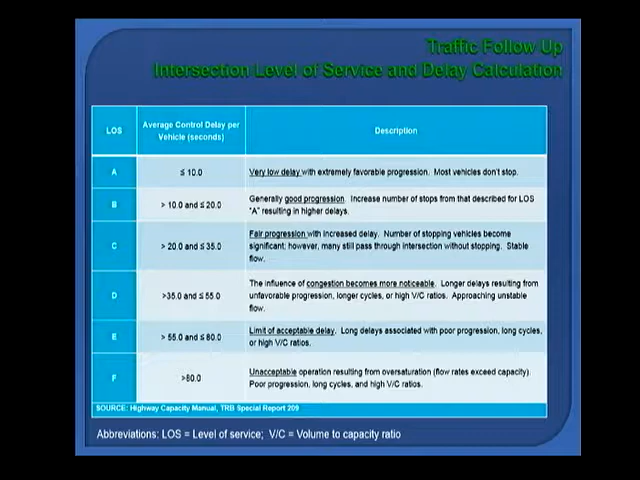 Traffic Follow Up
Intersection Level of Service and Delay Calculation
LOS
Average Control Delay per
Vehicle (seconds)
Description
A
≤ 10.0
Very low delay with extremely favorable progression. Most vehicles don't stop.
B
> 10.0 and ≤ 20.0
Generally good progression. Increase number of stops from that described for LOS
"A" resulting in higher delays.
C
> 20.0 and ≤ 35.0
Fair progression with increased delay. Number of stopping vehicles become
significant; however, many still pass through intersection without stopping. Stable
flow.
D
>35.0 and ≤ 55.0
The influence of congestion becomes more noticeable. Longer delays resulting from
unfavorable progression, longer cycles, or high V/C ratios. Approaching unstable
flow.
E
> 55.0 and ≤ 80.0
Limit of acceptable delay. Long delays associated with poor progression, long cycles,
or high V/C ratios.
F
>80.0
Unacceptable operation resulting from oversaturation (flow rates exceed capacity).
Poor progression, long cycles, and high V/C ratios.
SOURCE: Highway Capacity Manual, TRB Special Report 209
Abbreviations: LOS = Level of service; V/C = Volume to capacity ratio